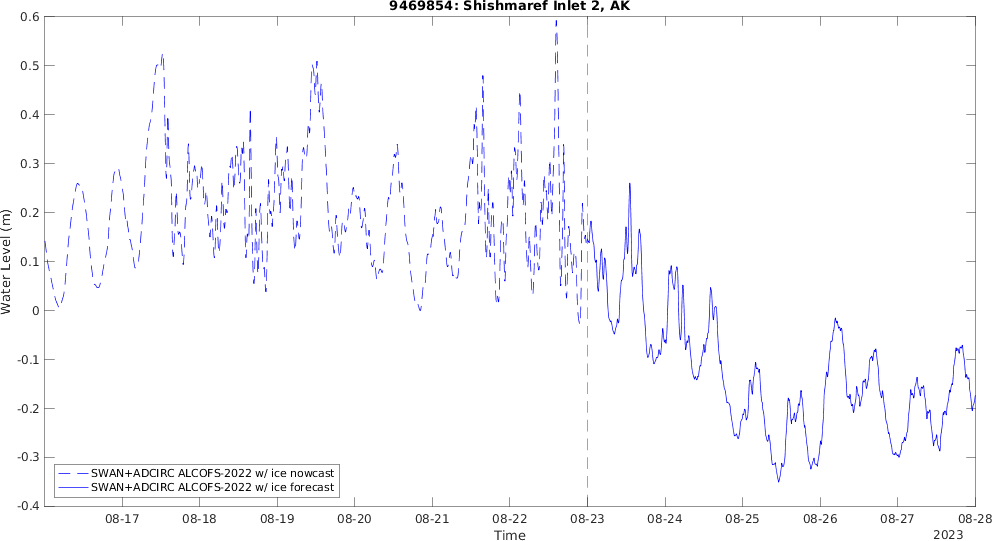 9469854: Shishmaref Inlet 2, AK
0.6
0.5
0.4
0.3
0.2
0.1
0
-0.1
-0.2
-0.3
-0.4
Water Level (m)
SWAN+ADCIRC ALCOFS-2022 w/ ice nowcast
SWAN+ADCIRC ALCOFS-2022 w/ ice forecast
08-17 08-18 08-19 08-20 08-21 08-22 08-23 08-24 08-25 08-26 08-27 08-28
Time
2023